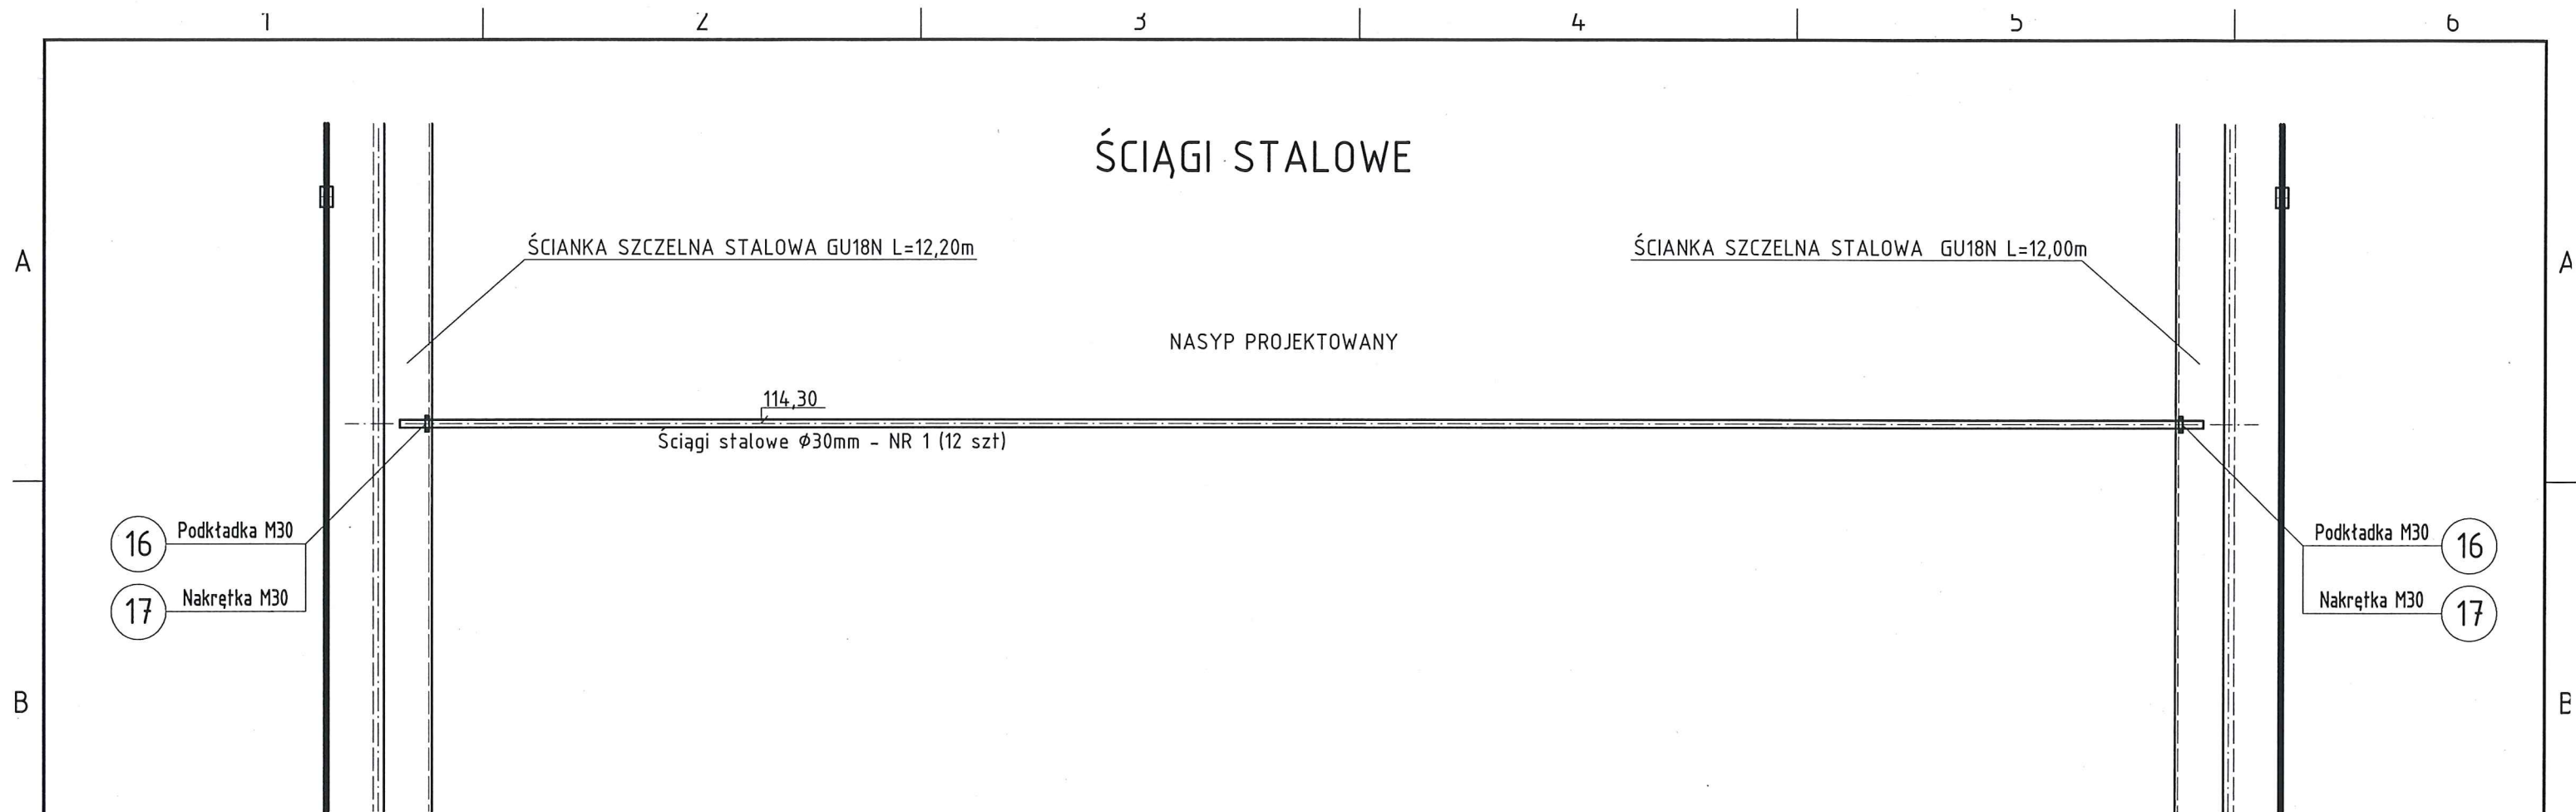 1 2 3 4 5 6
ŚCIĄGI STALOWE
A ŚCIANKA SZCZELNA STALOWA GU18N L=12,20m ŚCIANKA SZCZELNA STALOWA GU18N L=12,00m A
NASYP PROJEKTOWANY
114,30
Ściągi stalowe Ø30mm - NR 1 (12 szt)
16 Podkładka M30
17 Nakrętka M30
Podkładka M30 16
Nakrętka M30 17
B B